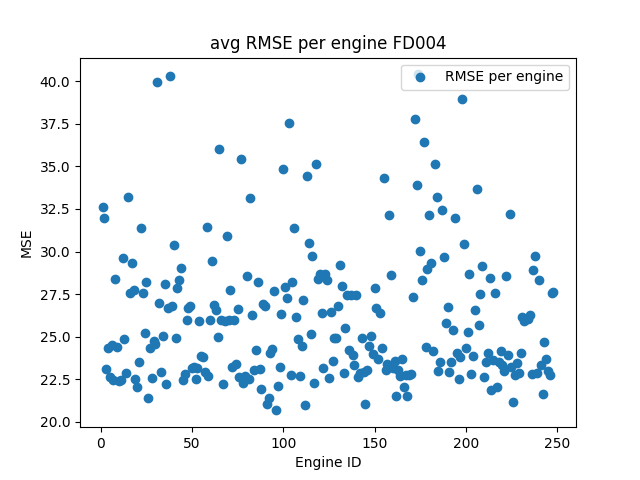 avg RMSE per engine FD004
RMSE per engine
40.0
37.5
35.0
32.5
30.0
27.5
25.0
22.5
20.0
MSE
0 50 100 150 200 250
Engine ID